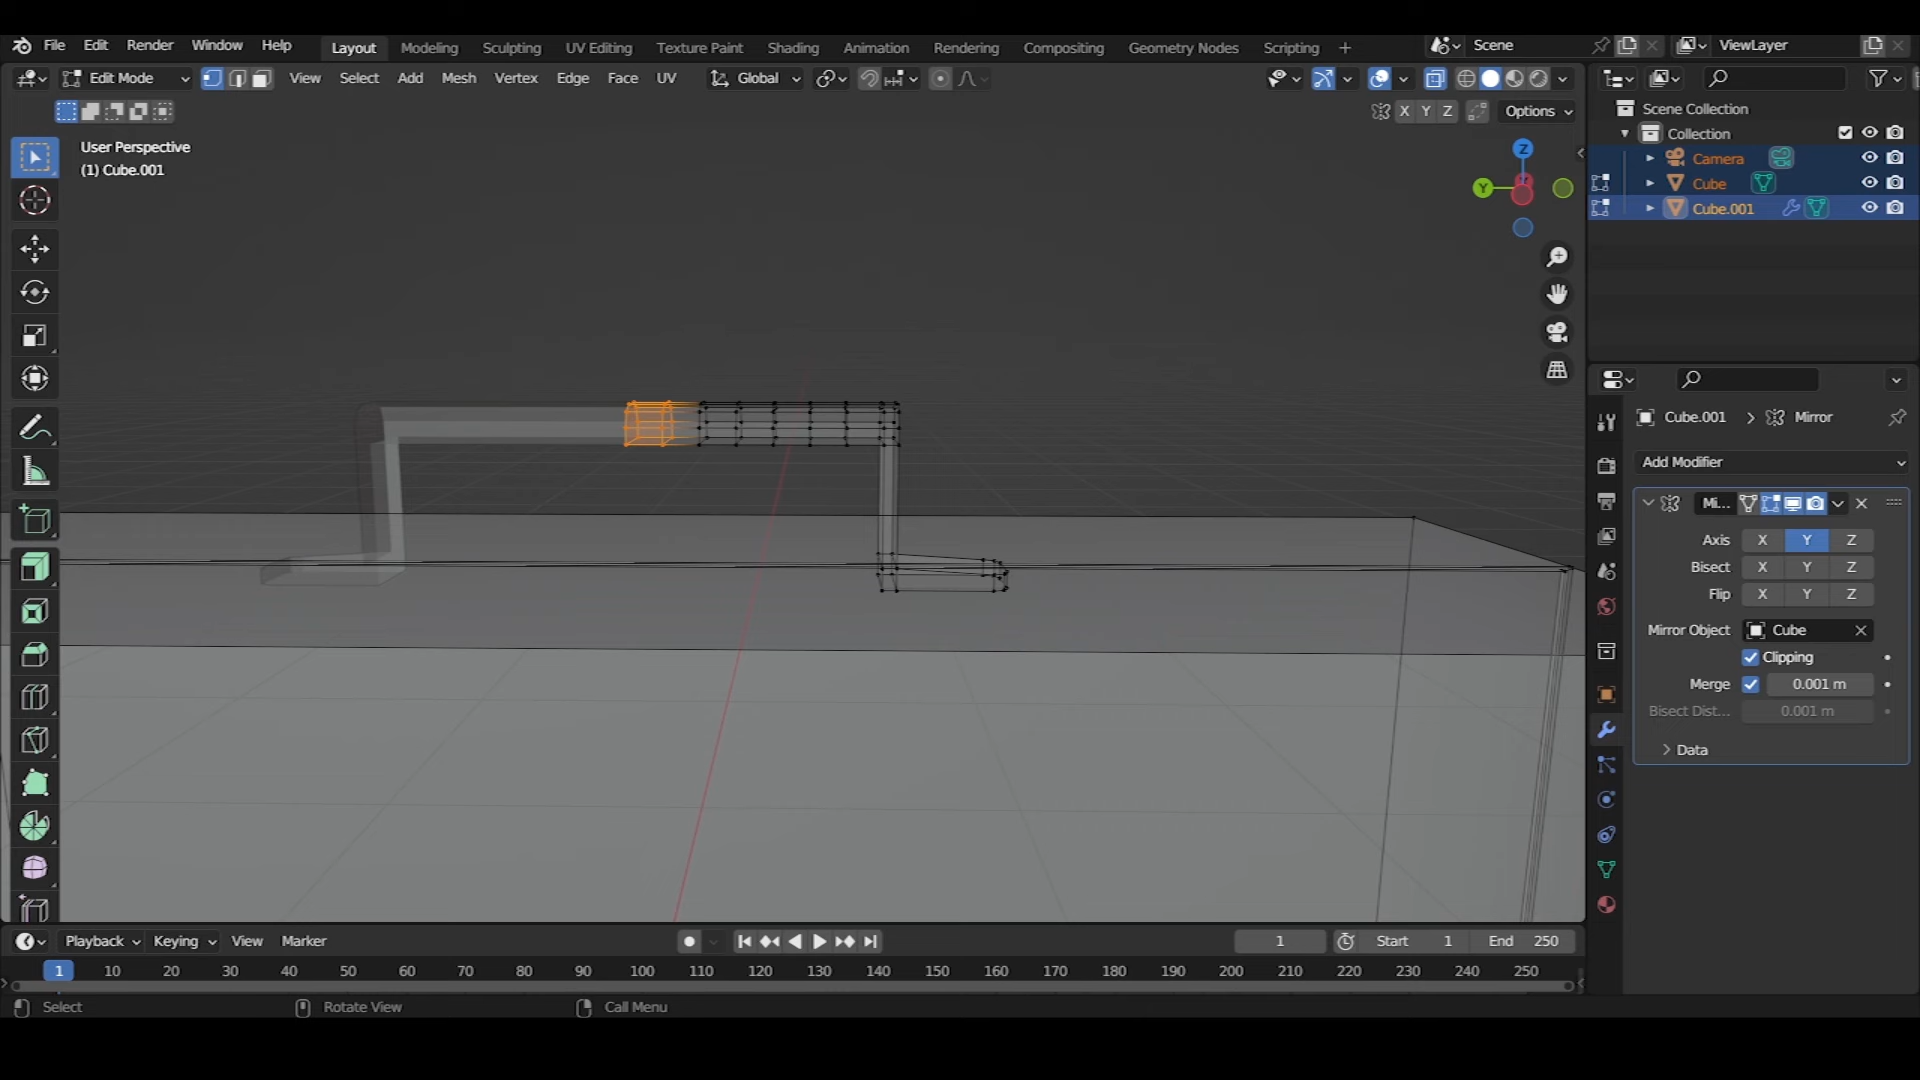 File Edit Render Window Help Layout Modeling Sculpting UV Editing Texture Paint Shading Animation Rendering Compositing Geometry Nodes Scripting + Scene ViewLayer
Edit Mode View Select Add Mesh Vertex Edge Face UV Global
X Y Z Options
Scene Collection
Collection
Camera
Cube
Cube.001
User Perspective
(1) Cube.001
Z
Y
Cube.001 > Mirror
Add Modifier
Mi...
Axis X Y Z
Bisect X Y Z
Flip X Y Z
Mirror Object Cube
Clipping
Merge 0.001 m
Bisect Dist... 0.001 m
Data
Playback Keying View Marker 1 Start 1 End 250
1 10 20 30 40 50 60 70 80 90 100 110 120 130 140 150 160 170 180 190 200 210 220 230 240 250
Select Rotate View Call Menu